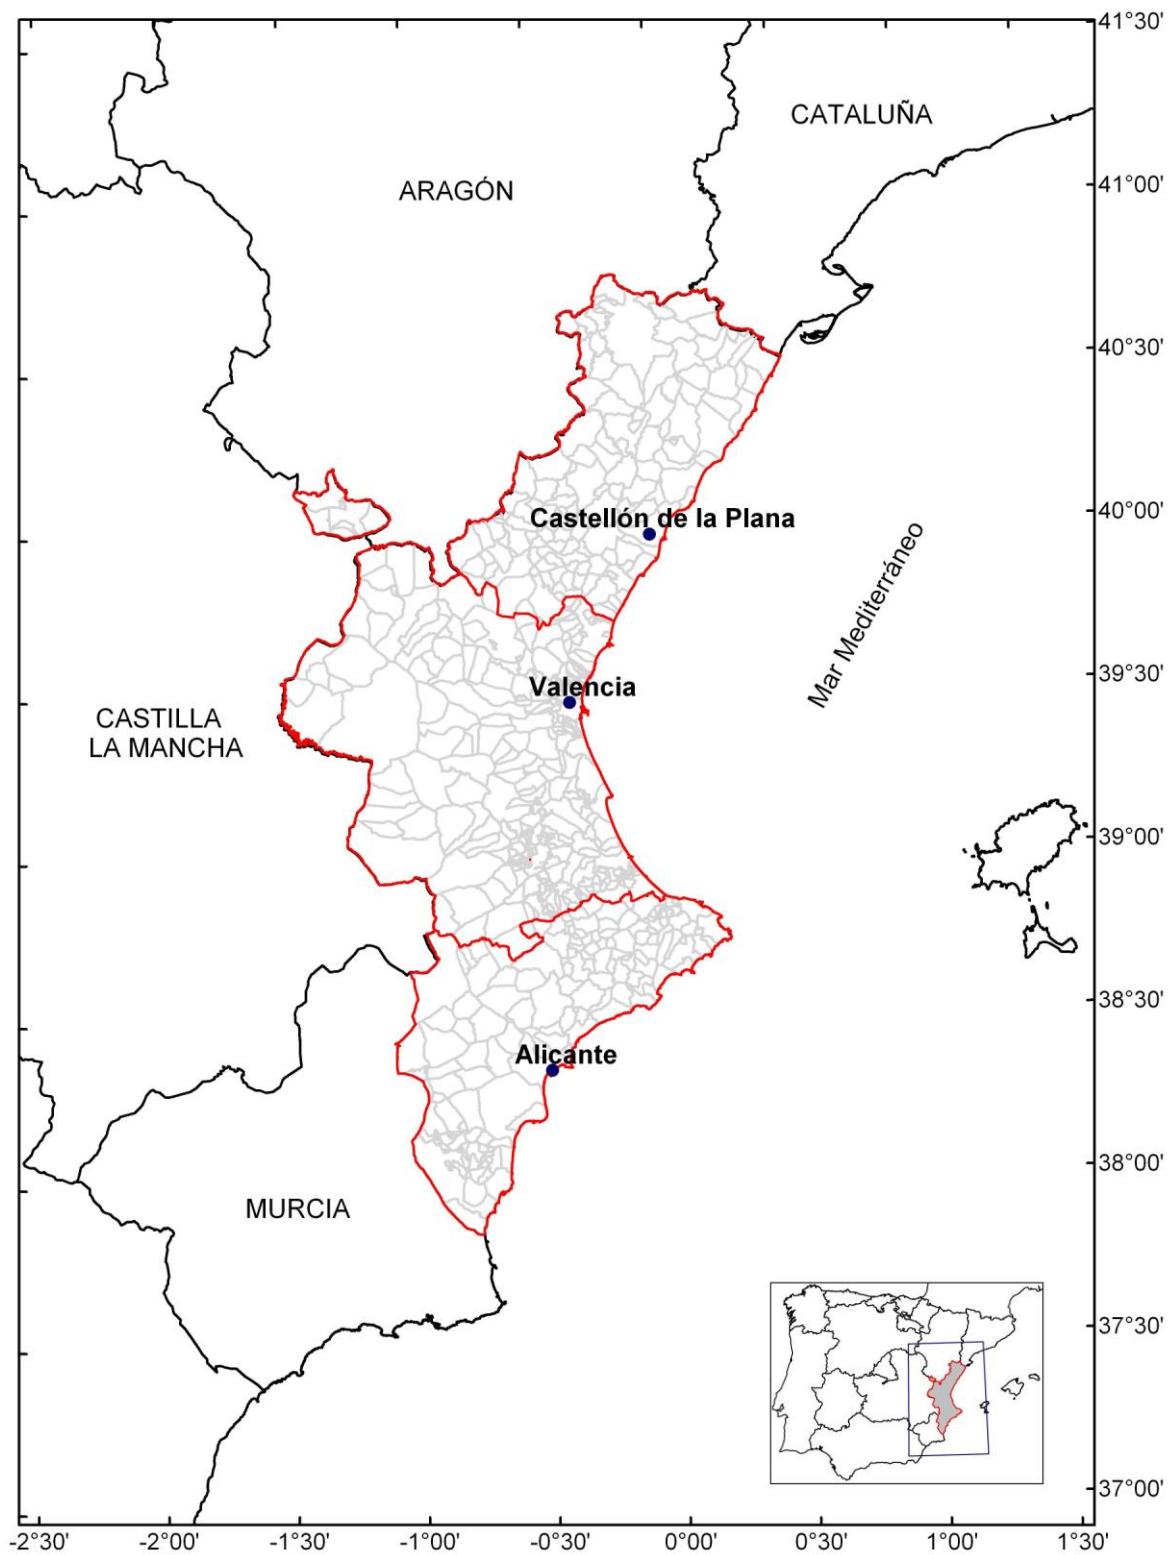 41°30'
CATALUÑA
ARAGÓN
41°00'
40°30'
Castellón de la Plana
40°00'
Mar Mediterráneo
Valencia
39°30'
CASTILLA
LA MANCHA
39°00'
38°30'
Alicante
38°00'
MURCIA
37°30'
37°00'
-2°30' -2°00' -1°30' -1°00' -0°30' 0°00' 0°30' 1°00' 1°30'